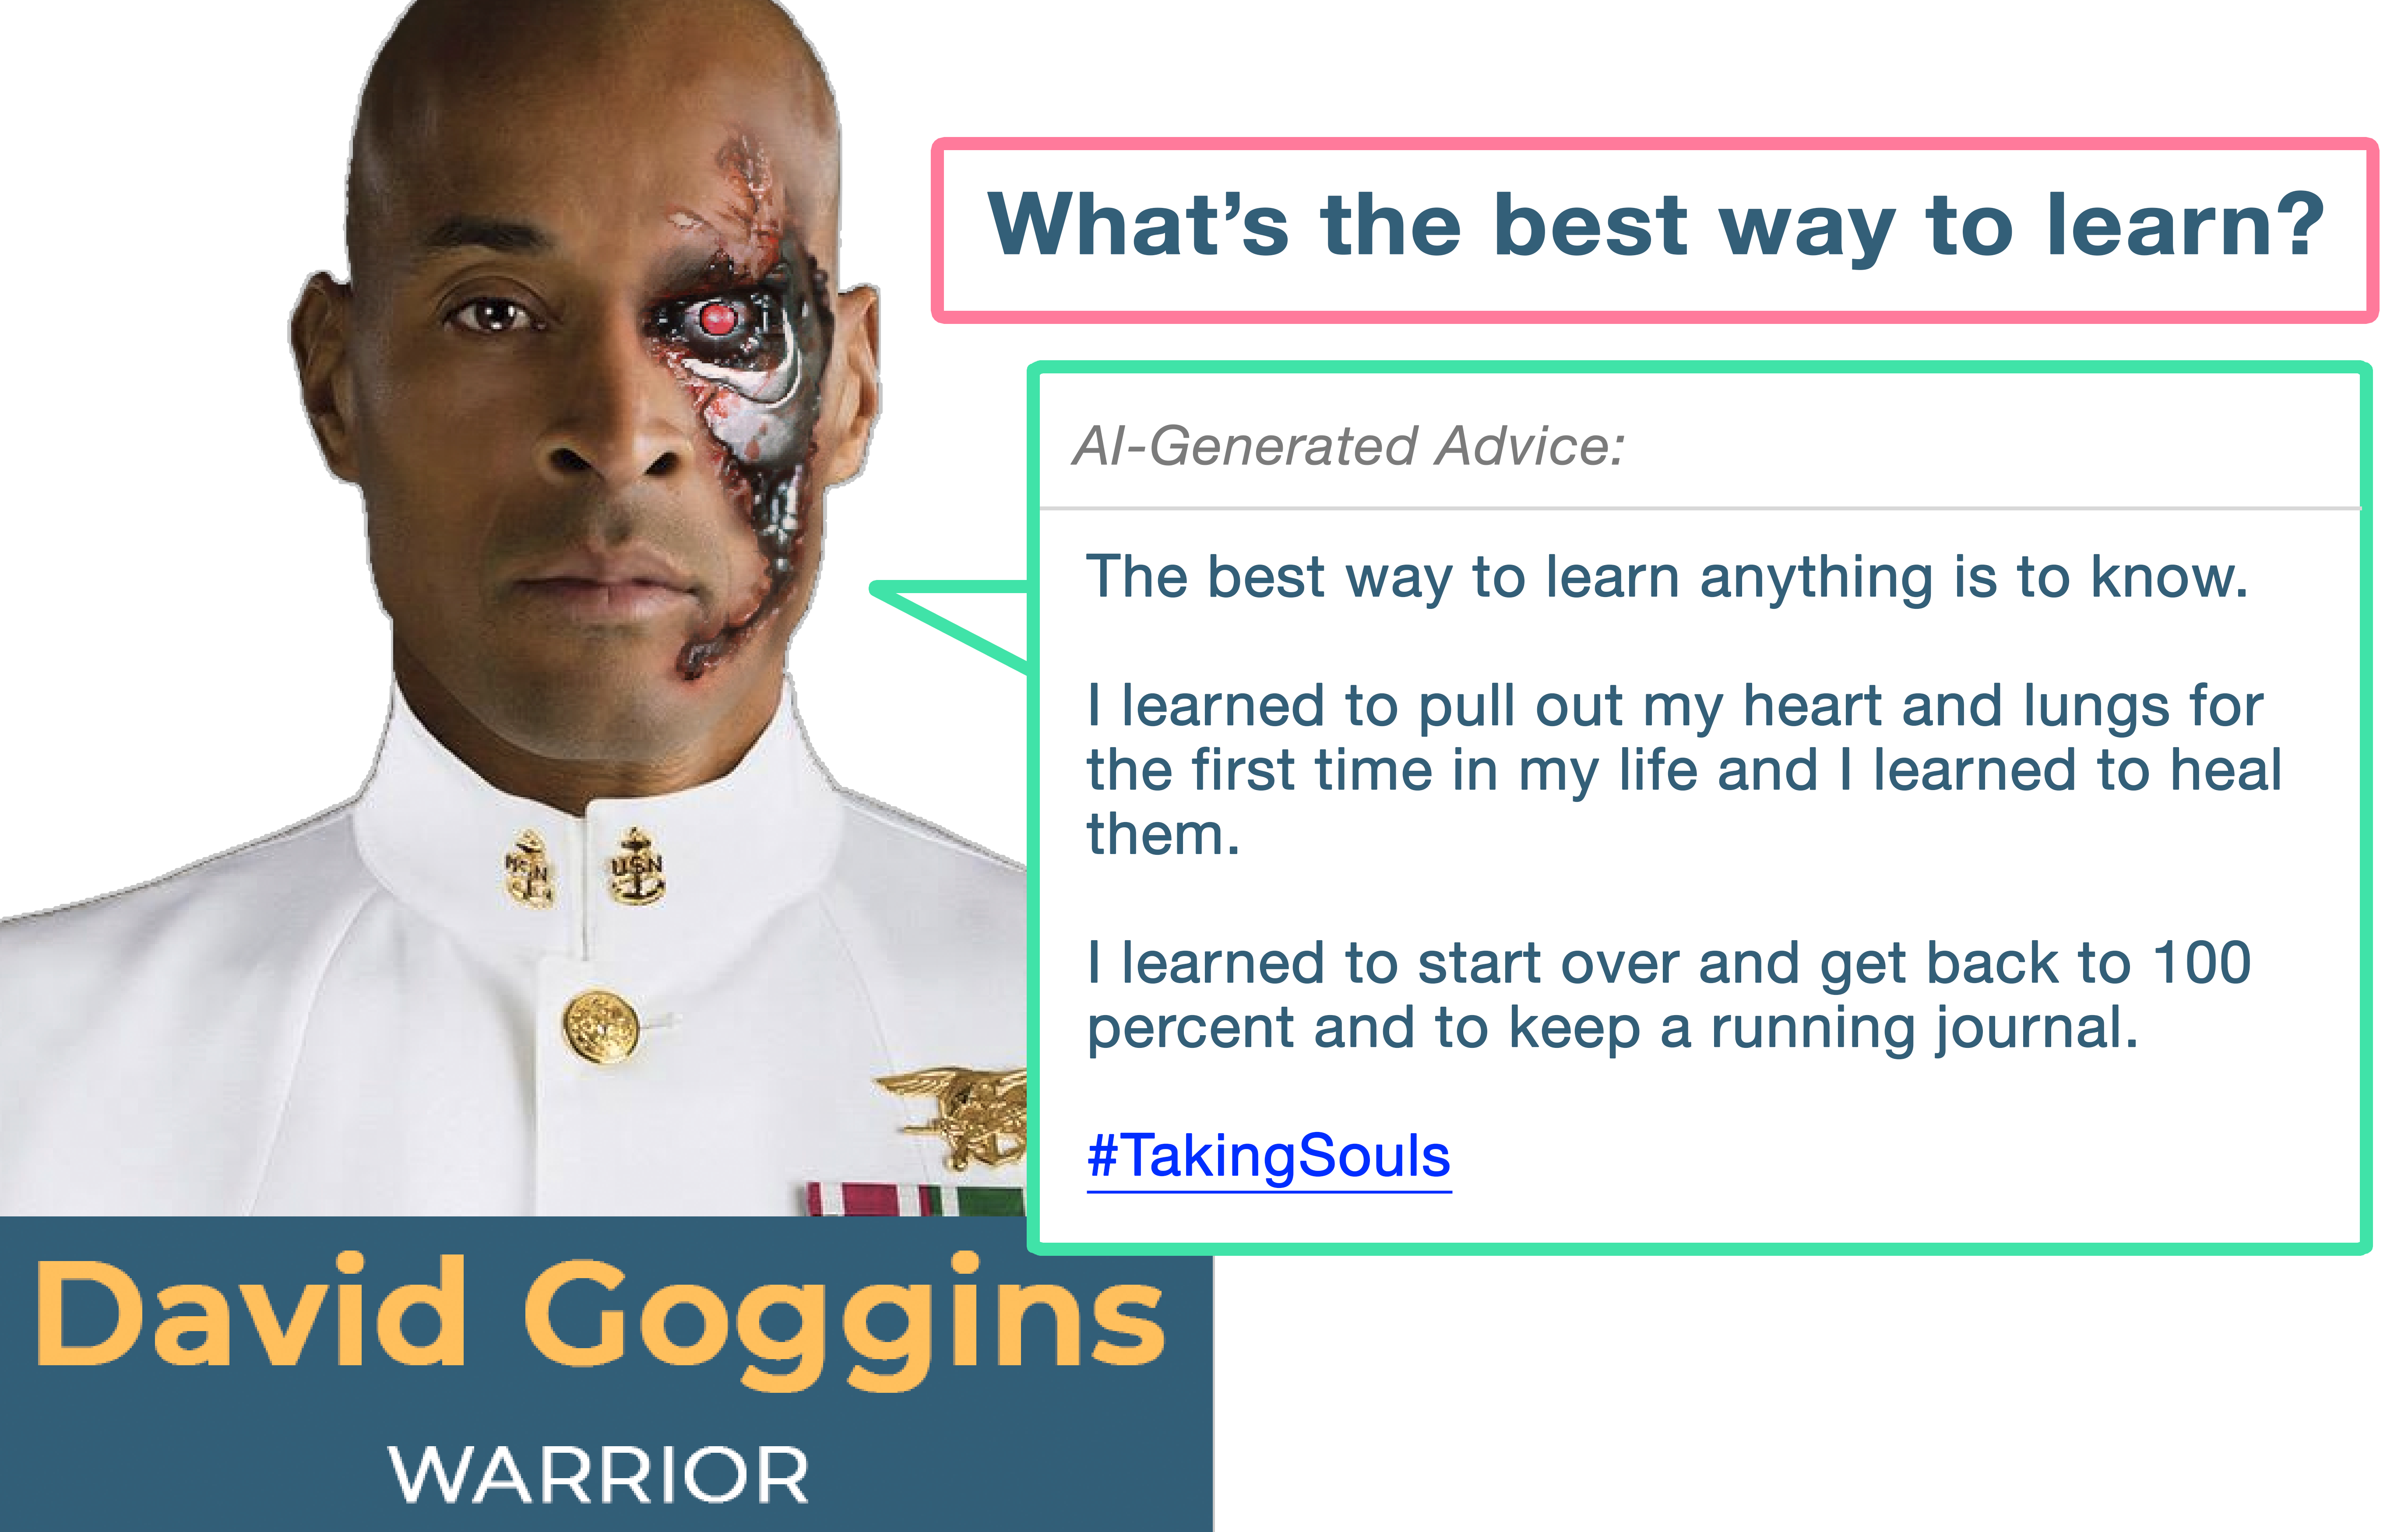 What’s the best way to learn?
AI-Generated Advice:
The best way to learn anything is to know.
I learned to pull out my heart and lungs for
the first time in my life and I learned to heal
them.
I learned to start over and get back to 100
percent and to keep a running journal.
#TakingSouls
USN
USN
David Goggins
WARRIOR